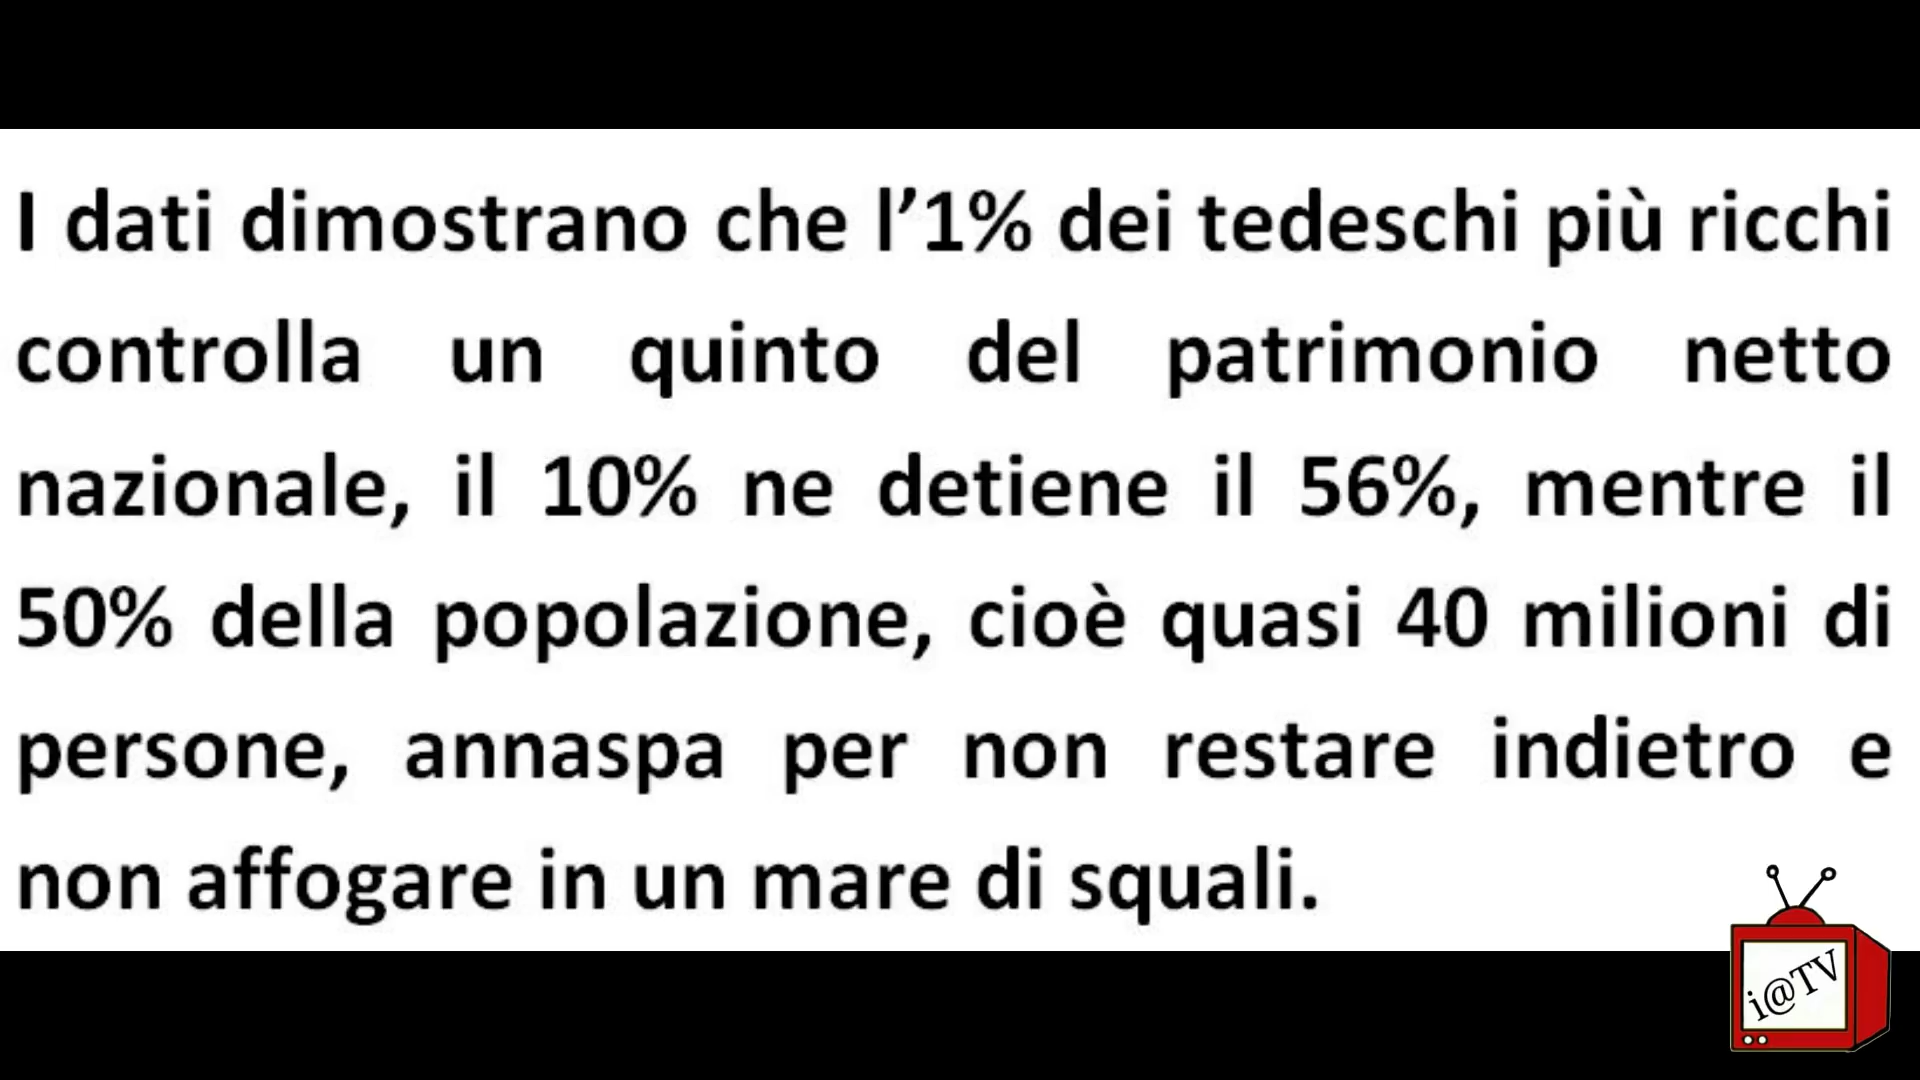 I dati dimostrano che l’1% dei tedeschi più ricchi
controlla un quinto del patrimonio netto
nazionale, il 10% ne detiene il 56%, mentre il
50% della popolazione, cioè quasi 40 milioni di
persone, annaspa per non restare indietro e
non affogare in un mare di squali.
i@TV